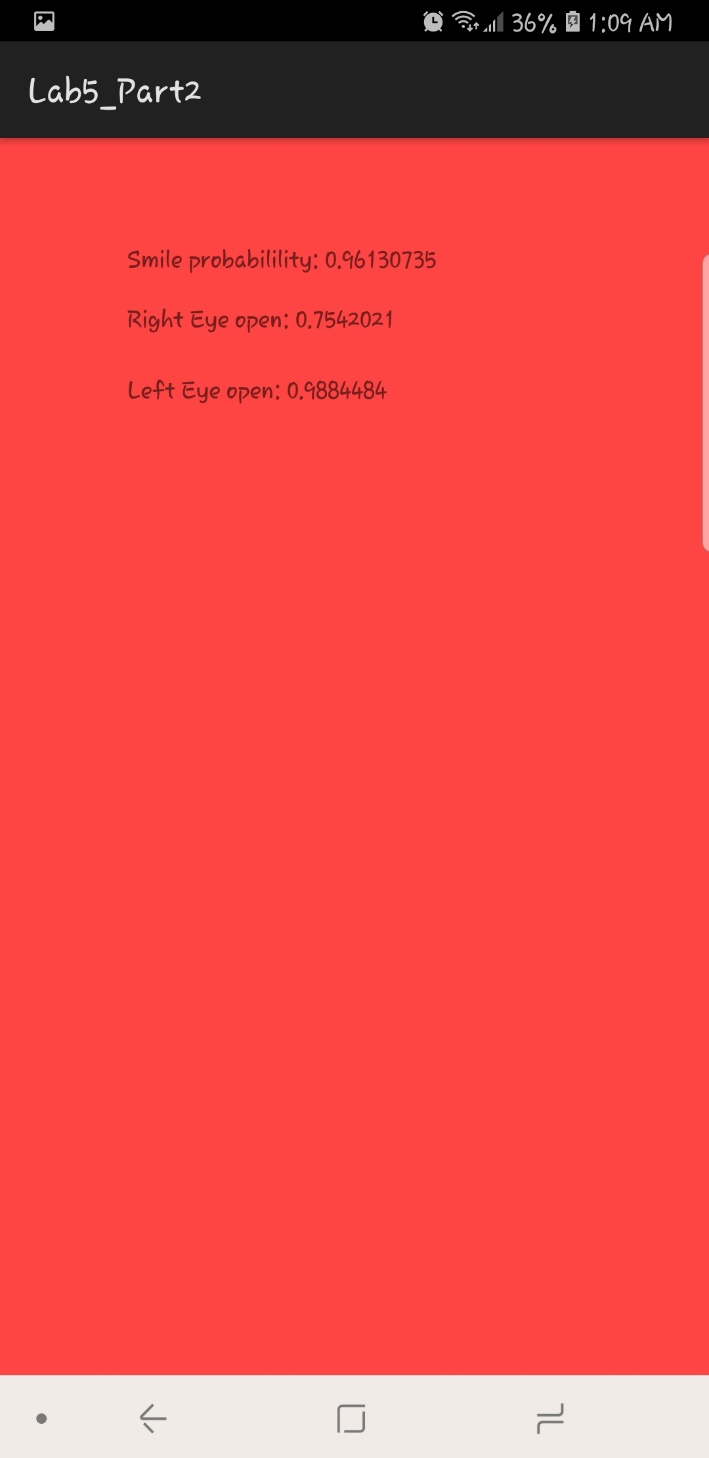 36% 1:09 AM
Lab5_Part2
Smile probabilility: 0.96130735
Right Eye open: 0.7542021
Left Eye open: 0.9884484